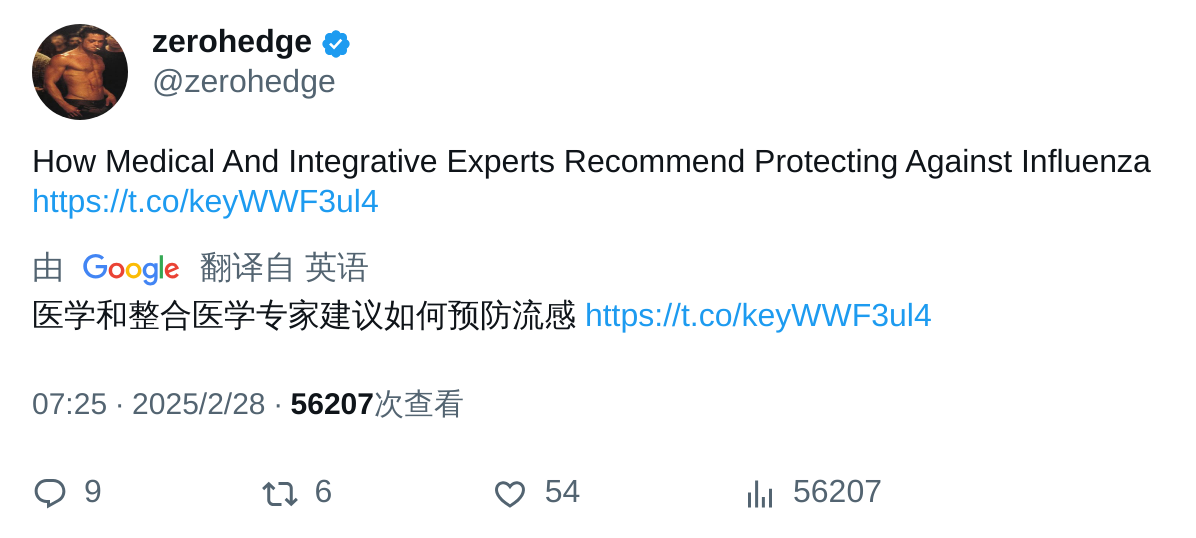 zerohedge
@zerohedge
How Medical And Integrative Experts Recommend Protecting Against Influenza
https://t.co/keyWWF3ul4
由 Google 翻译自 英语
医学和整合医学专家建议如何预防流感 https://t.co/keyWWF3ul4
07:25 · 2025/2/28 · 56207次查看
9 6 54 56207